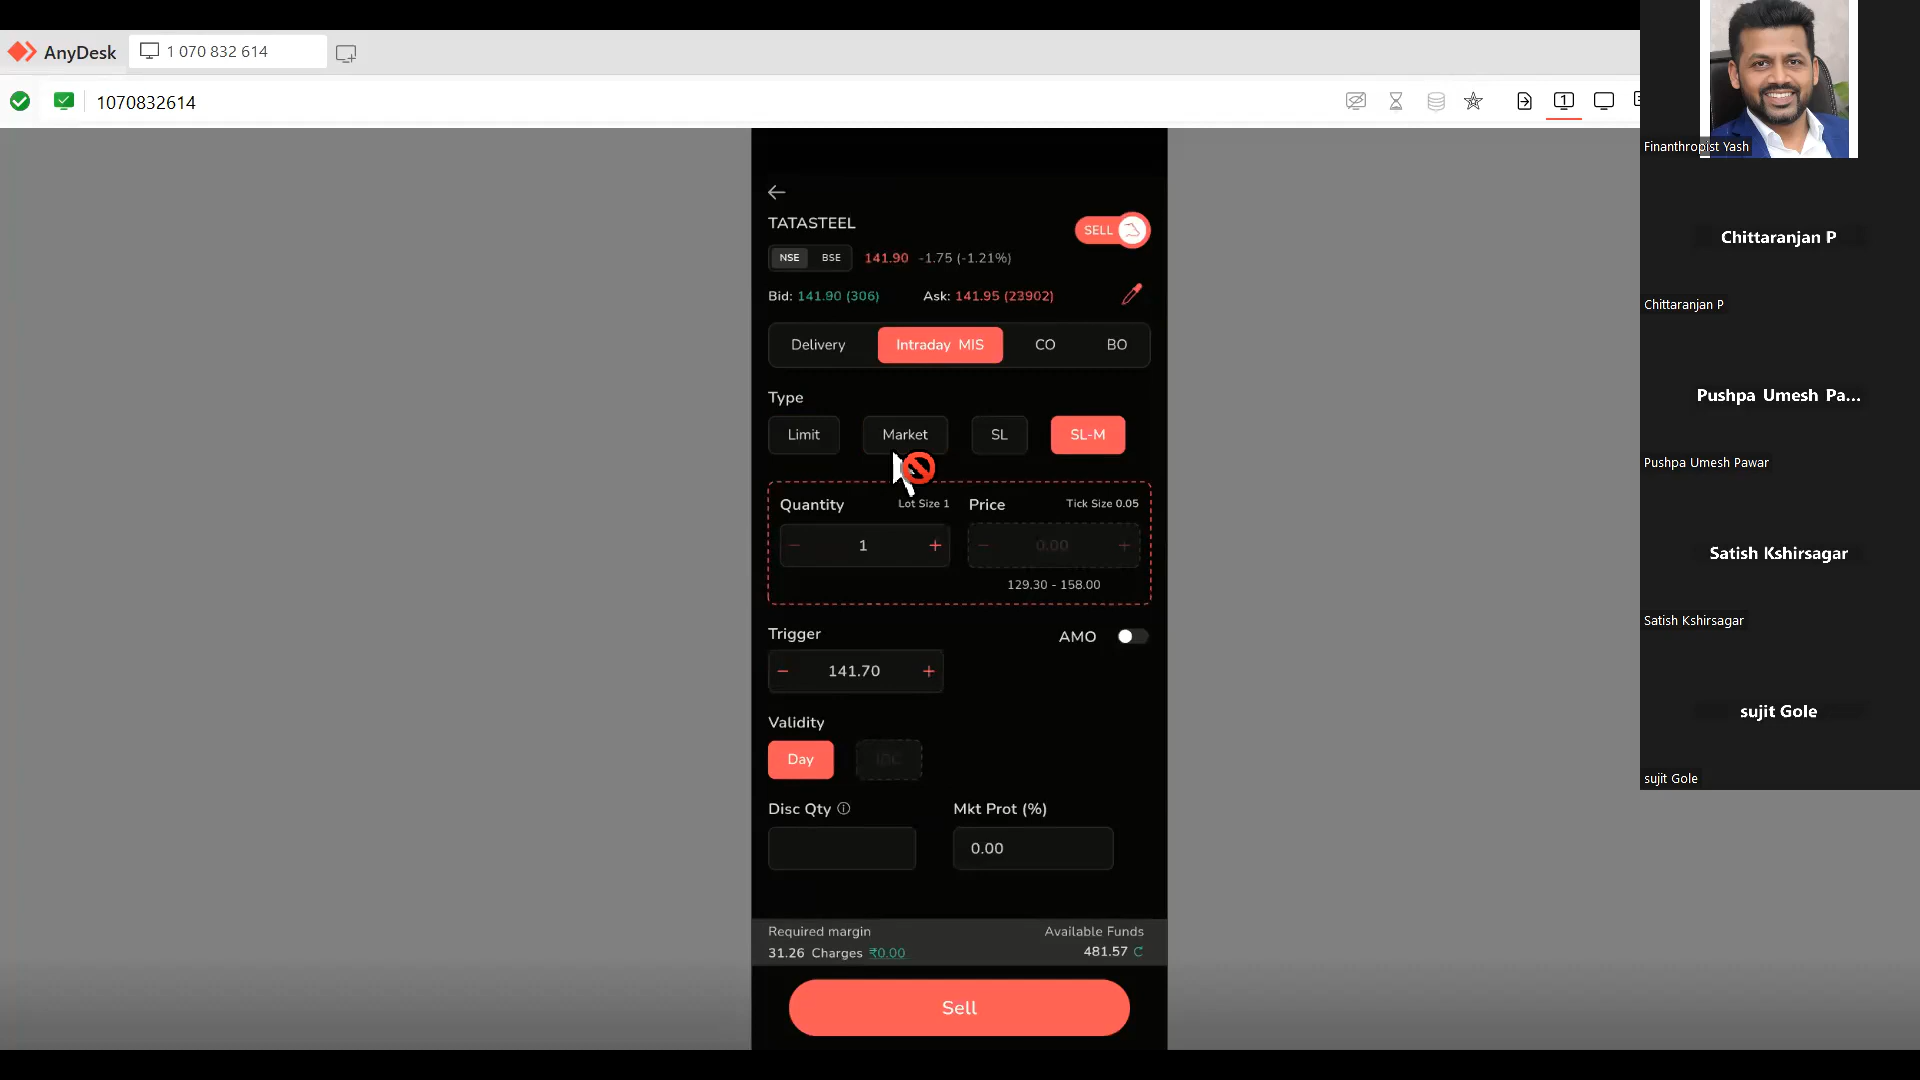 AnyDesk
1 070 832 614
1070832614
1
Finanthropist Yash
Chittaranjan P
Chittaranjan P
Pushpa Umesh Pa...
Pushpa Umesh Pawar
Satish Kshirsagar
Satish Kshirsagar
sujit Gole
sujit Gole
TATASTEEL
SELL
NSE BSE 141.90 -1.75 (-1.21%)
Bid: 141.90 (306) Ask: 141.95 (23902)
Delivery Intraday MIS CO BO
Type
Limit Market SL SL-M
Quantity Lot Size 1 Price Tick Size 0.05
− 1 + − 0.00 +
129.30 - 158.00
Trigger AMO
− 141.70 +
Validity
Day IOC
Disc Qty Mkt Prot (%)
0.00
Required margin Available Funds
31.26 Charges ₹0.00 481.57
Sell